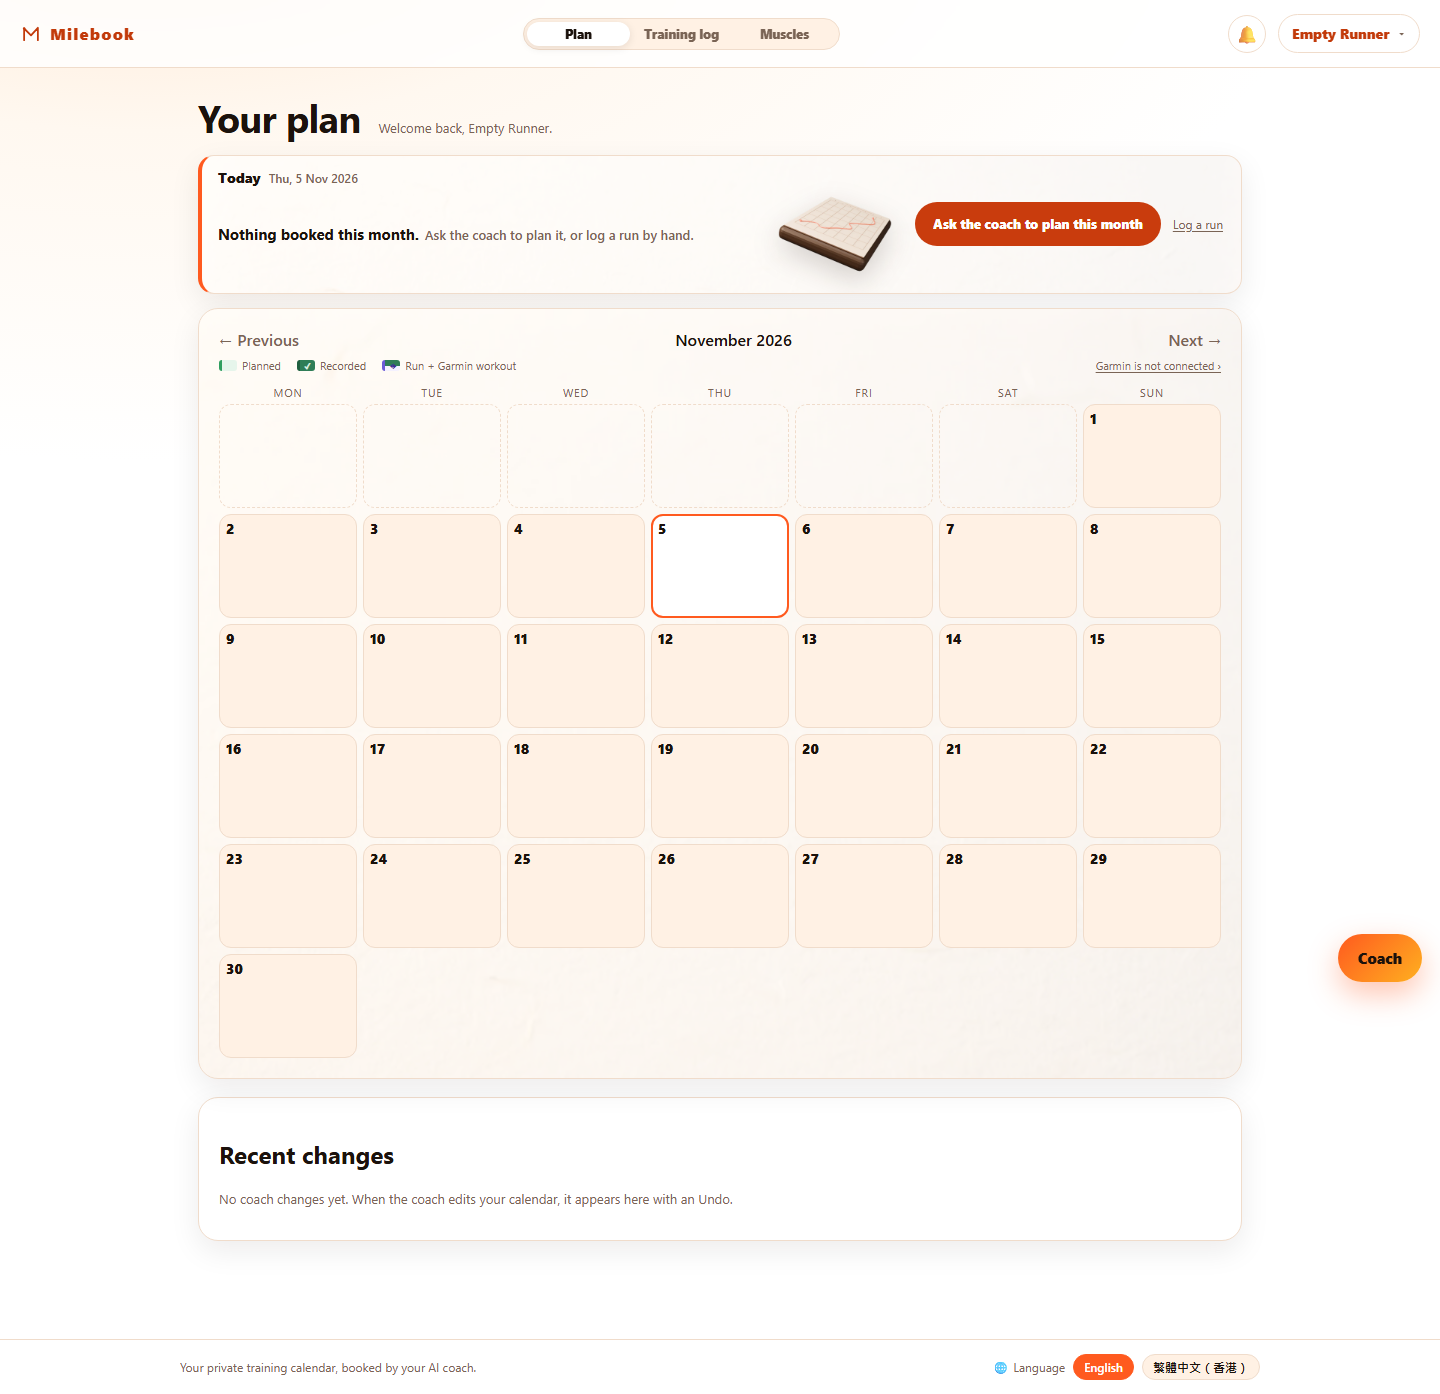 Milebook
Plan
Training log
Muscles
Empty Runner
Your plan
Welcome back, Empty Runner.
Today Thu, 5 Nov 2026
Nothing booked this month. Ask the coach to plan it, or log a run by hand.
Ask the coach to plan this month
Log a run
← Previous
November 2026
Next →
Planned
Recorded
Run + Garmin workout
Garmin is not connected ›
MON TUE WED THU FRI SAT SUN
1
2 3 4 5 6 7 8
9 10 11 12 13 14 15
16 17 18 19 20 21 22
23 24 25 26 27 28 29
30
Coach
Recent changes
No coach changes yet. When the coach edits your calendar, it appears here with an Undo.
Your private training calendar, booked by your AI coach.
Language
English
繁體中文（香港）